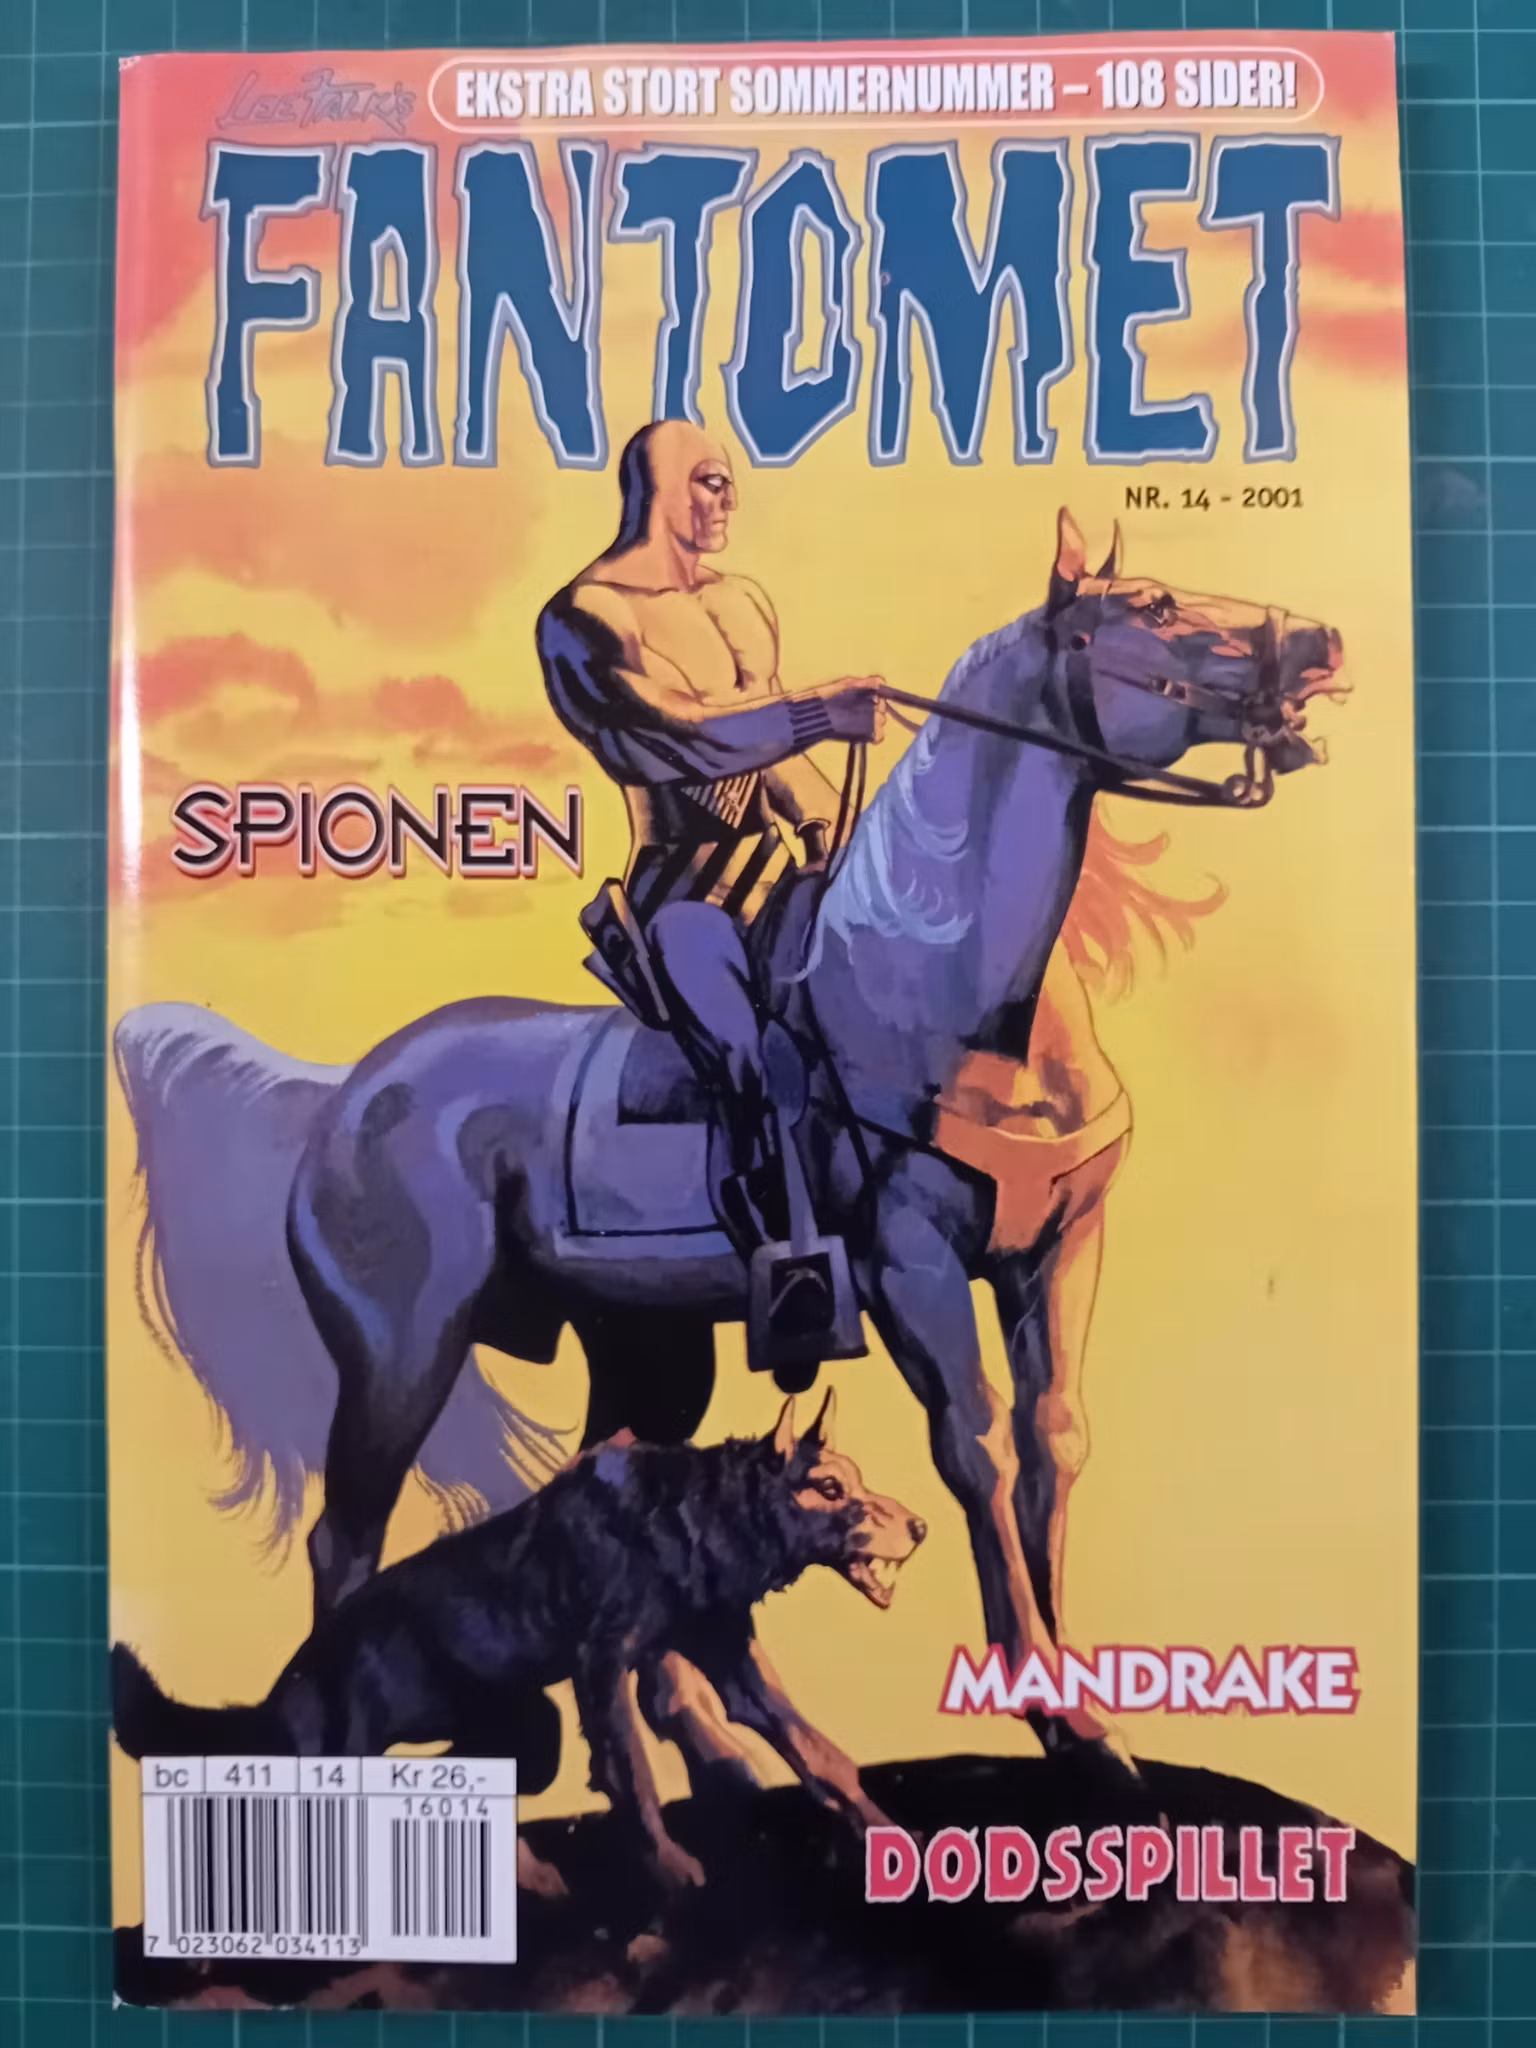 Lee Falk's
EKSTRA STORT SOMMERNUMMER – 108 SIDER!
FANTOMET
NR. 14 - 2001
SPIONEN
MANDRAKE
DØDSSPILLET
bc 411 14 Kr 26,-
16014
7 023062 034113